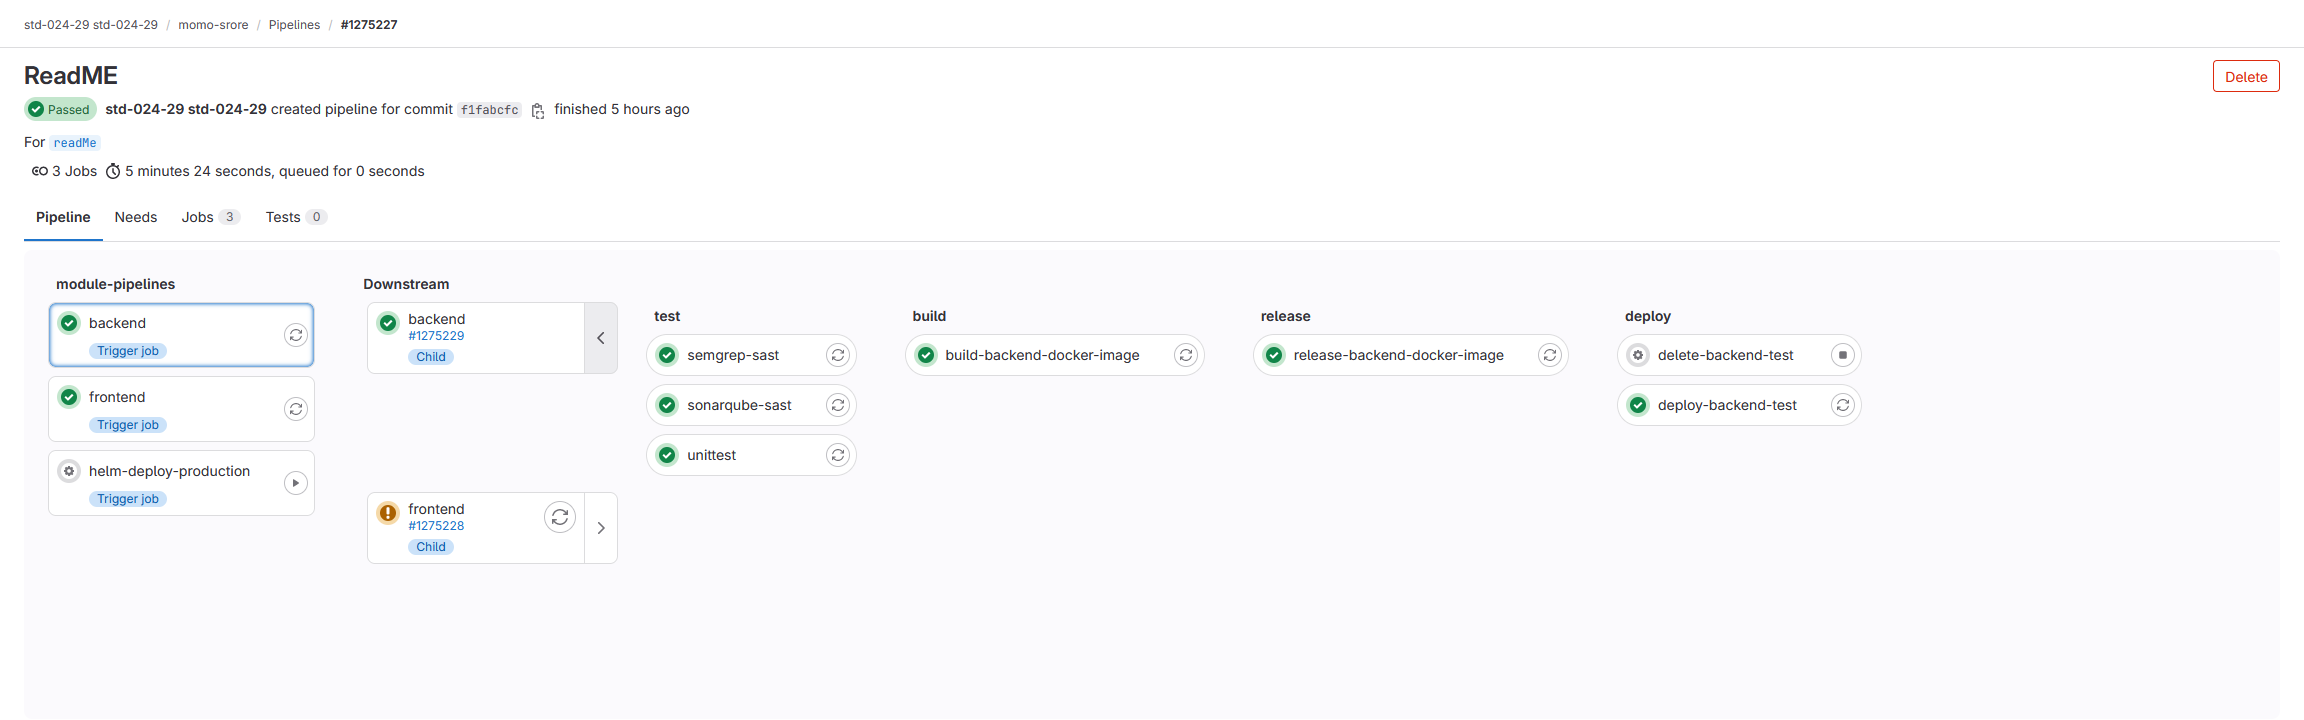 std-024-29 std-024-29 / momo-srore / Pipelines / #1275227
ReadME
Delete
Passed std-024-29 std-024-29 created pipeline for commit f1fabcfc finished 5 hours ago
For readMe
3 Jobs 5 minutes 24 seconds, queued for 0 seconds
Pipeline Needs Jobs 3 Tests 0
module-pipelines
backend
Trigger job
frontend
Trigger job
helm-deploy-production
Trigger job
Downstream
backend
#1275229
Child
frontend
#1275228
Child
test
semgrep-sast
sonarqube-sast
unittest
build
build-backend-docker-image
release
release-backend-docker-image
deploy
delete-backend-test
deploy-backend-test